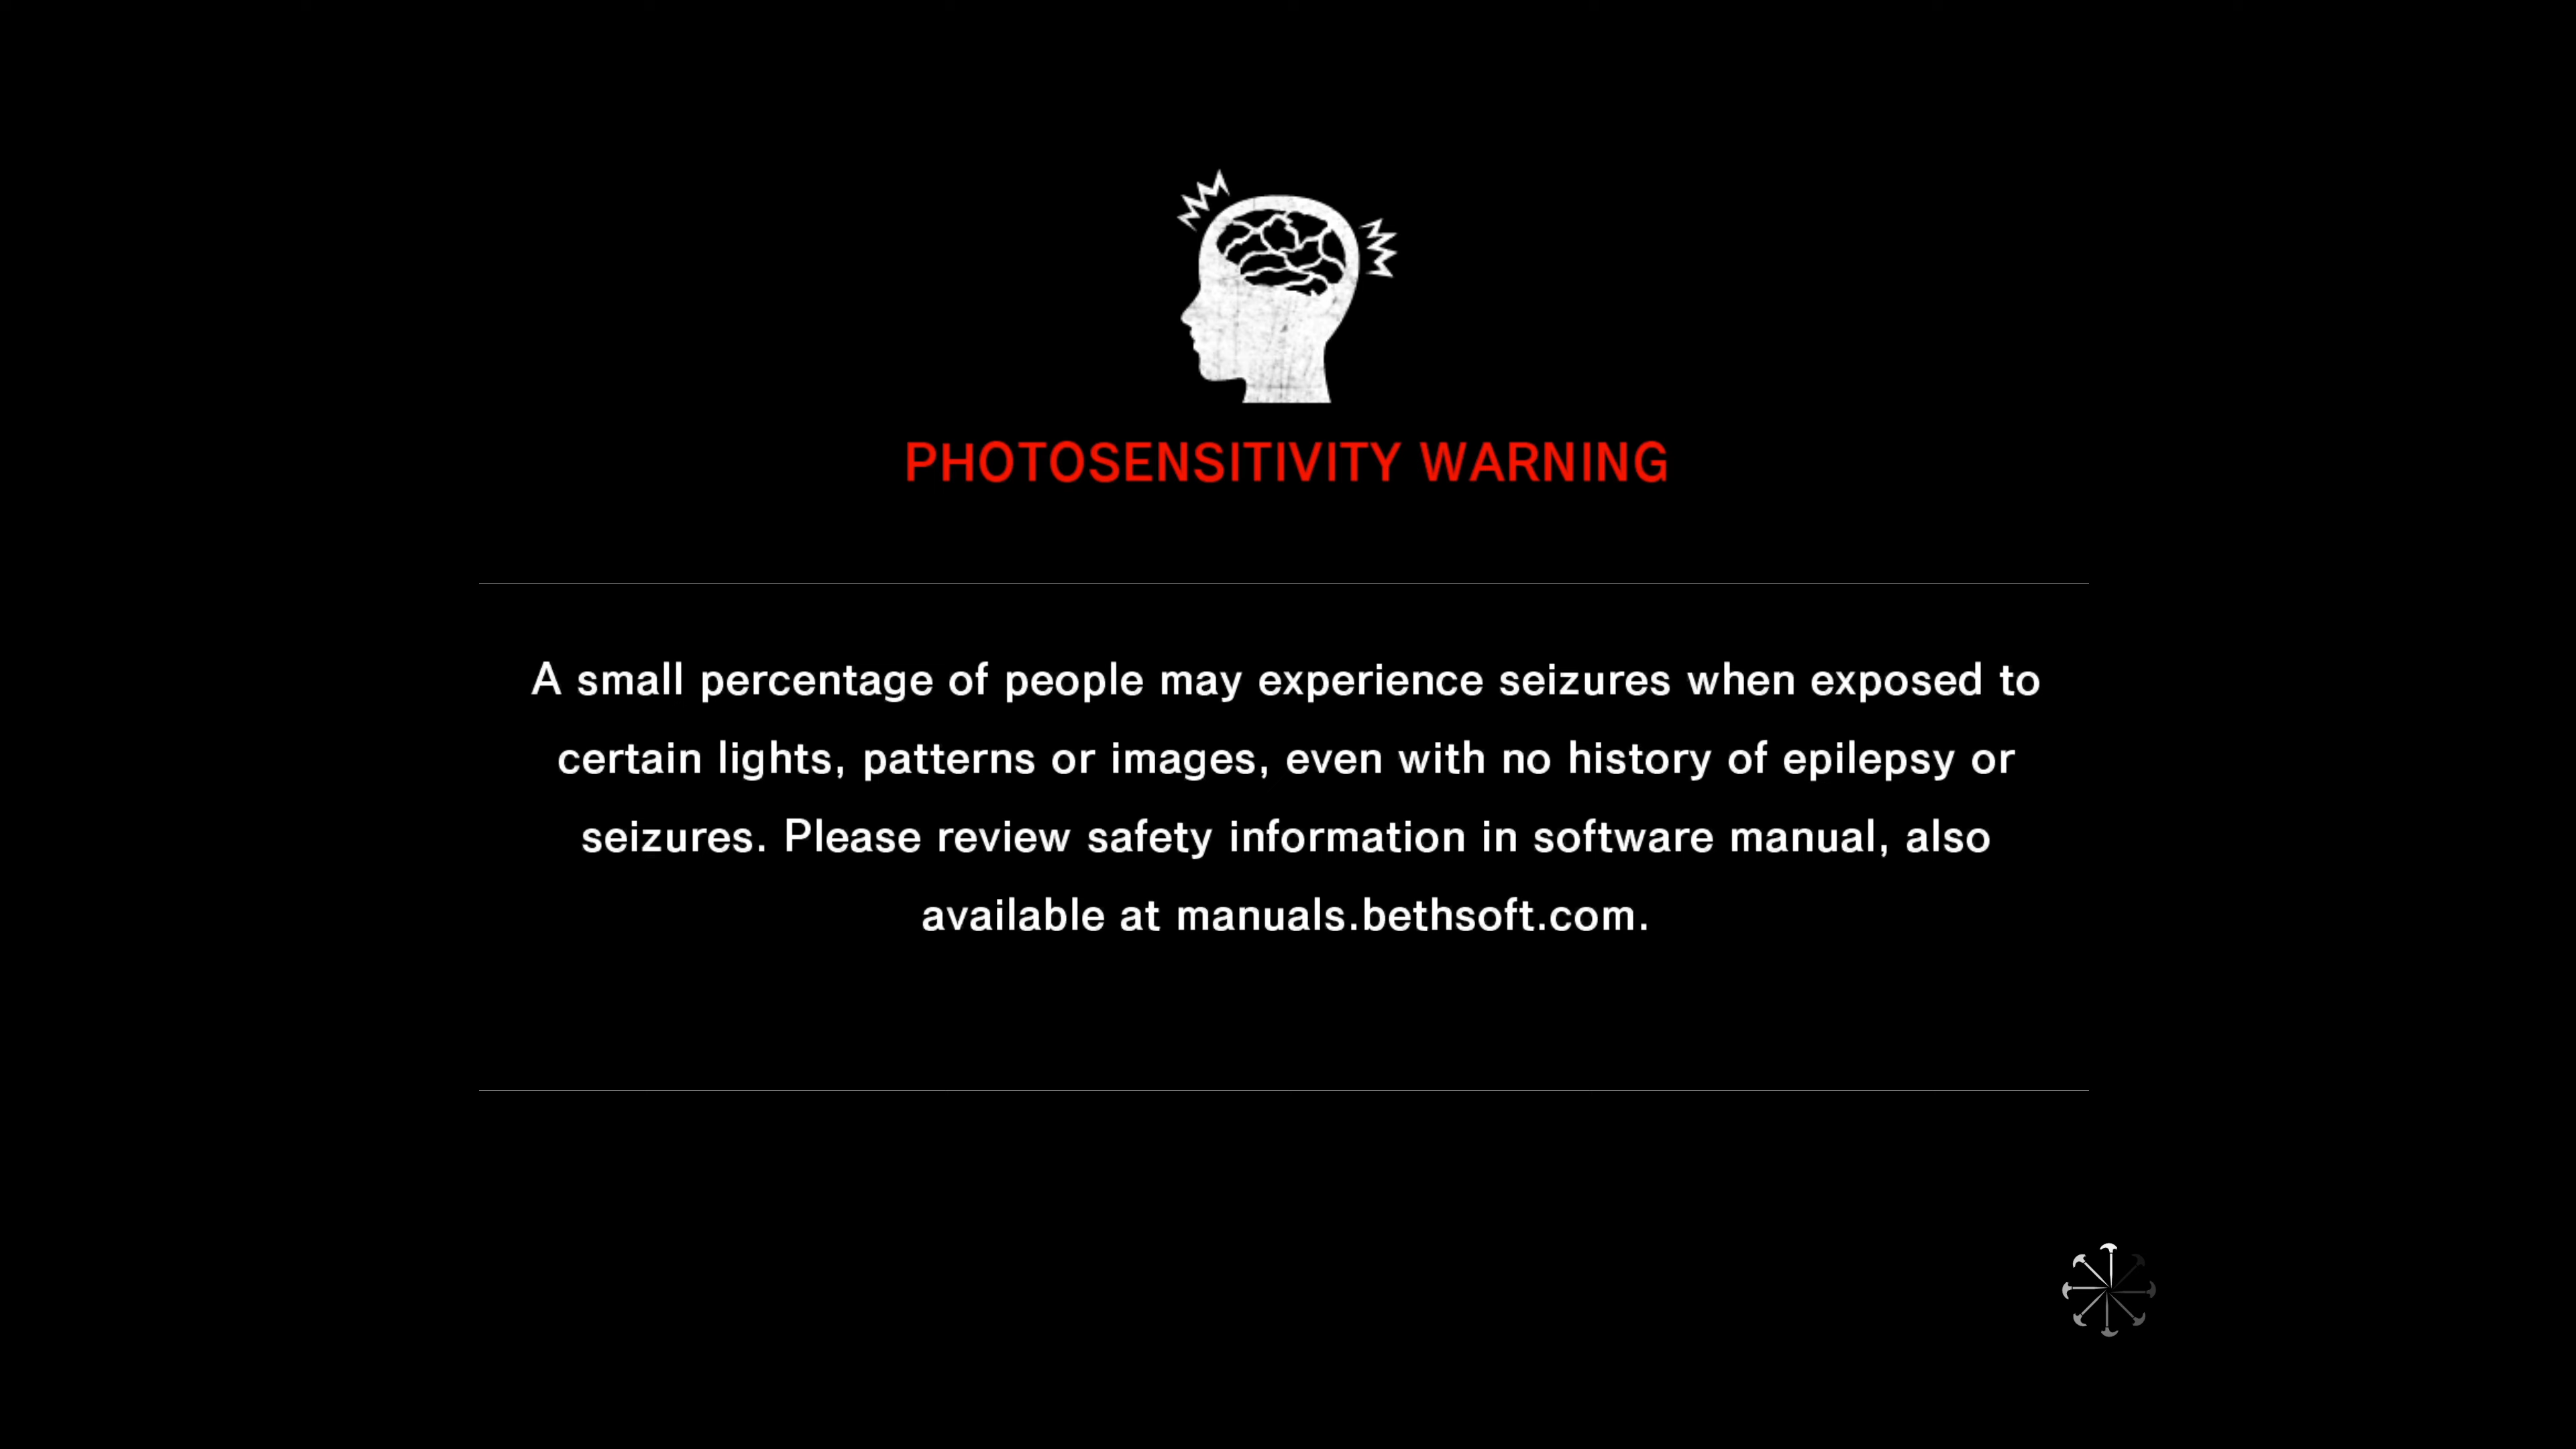 PHOTOSENSITIVITY WARNING
A small percentage of people may experience seizures when exposed to
certain lights, patterns or images, even with no history of epilepsy or
seizures. Please review safety information in software manual, also
available at manuals.bethsoft.com.